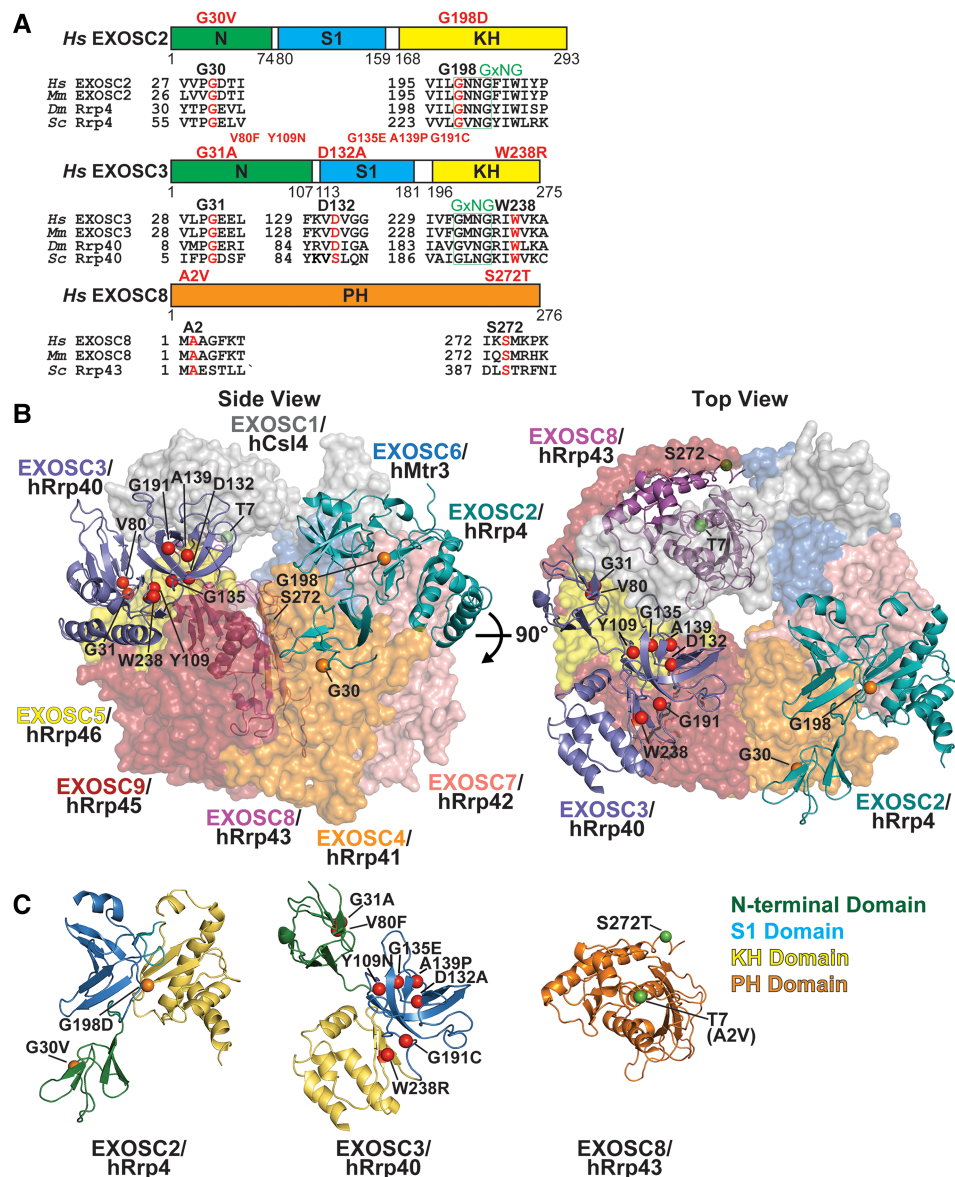 A
G30V G198D
Hs EXOSC2 N S1 KH
1 74 80 159 168 293
G30 G198 GxNG
Hs EXOSC2 27 VVPGDTI 195 VILGNNGFIWIYP
Mm EXOSC2 26 LVVGDTI 195 VILGNNGFIWIYP
Dm Rrp4 30 YTPGEVL 198 VILGNNGFIWISP
Sc Rrp4 55 VTPGELV 223 VILGVNGYIWLRK
V80F Y109N G135E A139P G191C
G31A D132A W238R
Hs EXOSC3 N S1 KH
1 107 113 181 196 275
G31 D132 GxNG W238
Hs EXOSC3 28 VLPGEEL 129 FKVDVGG 229 IVFGMNGRIWVKA
Mm EXOSC3 28 VLPGEEL 128 FKVDVGG 228 IVFGMNGRIWVKA
Dm Rrp40 8 VMPGERI 84 YRVDIGA 183 IAVGVNGRIWLKA
Sc Rrp40 5 IFPGDSF 84 YKVSLQN 186 VAIGLNGKIWVKC
A2V S272T
Hs EXOSC8 PH
1 276
A2 S272
Hs EXOSC8 1 MAAGFKT 272 IKSMKPK
Mm EXOSC8 1 MAAGFKT 272 IQSMRHK
Sc Rrp43 1 MAESTLL` 387 DLSTRFNI
B
Side View Top View
EXOSC1/
hCsl4
EXOSC6/
hMtr3
EXOSC3/
hRrp40
EXOSC2/
hRrp4
G191 A139 D132
V80 T7
G198
S272
G135
G31 W238 Y109
G30
EXOSC5/
hRrp46
EXOSC9/
hRrp45
EXOSC8/
hRrp43
EXOSC4/
hRrp41
EXOSC7/
hRrp42
90°
EXOSC8/
hRrp43
S272
T7
G31
V80
Y109 G135 A139
D132
G191
W238
G198
G30
EXOSC3/
hRrp40
EXOSC2/
hRrp4
C
G198D
G30V
EXOSC2/
hRrp4
G31A
V80F
Y109N G135E A139P
D132A
G191C
W238R
EXOSC3/
hRrp40
S272T
T7
(A2V)
EXOSC8/
hRrp43
N-terminal Domain
S1 Domain
KH Domain
PH Domain